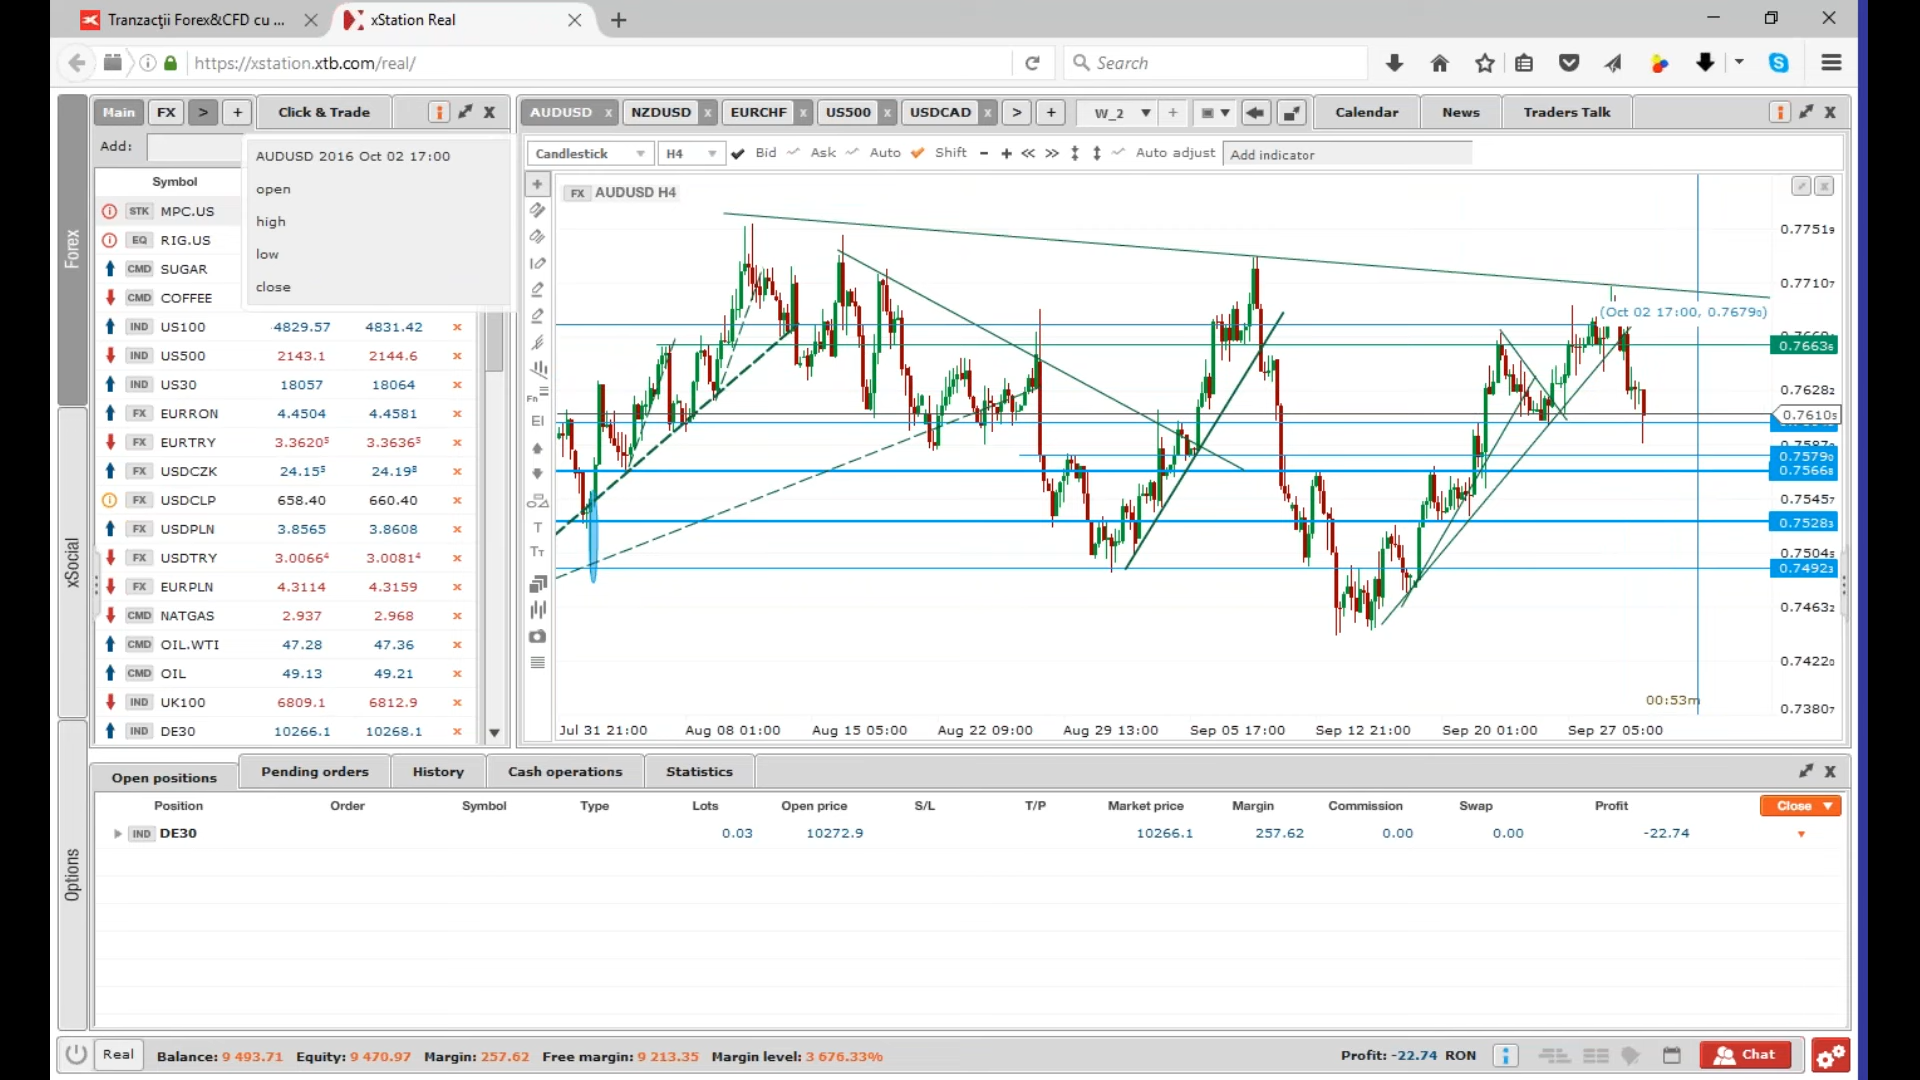 Tranzacţii Forex&CFD cu ...
xStation Real
https://xstation.xtb.com/real/
Search
Main FX > + Click & Trade
AUDUSD x NZDUSD x EURCHF x US500 x USDCAD x > + W_2 + Calendar News Traders Talk
Add:
AUDUSD 2016 Oct 02 17:00
open
high
low
close
Candlestick H4 Bid Ask Auto Shift - + << >> Auto adjust Add indicator
Symbol
STK MPC.US
EQ RIG.US
CMD SUGAR
CMD COFFEE
IND US100 4829.57 4831.42 x
IND US500 2143.1 2144.6 x
IND US30 18057 18064 x
FX EURRON 4.4504 4.4581 x
FX EURTRY 3.3620⁵ 3.3636⁵ x
FX USDCZK 24.15⁵ 24.19⁸ x
FX USDCLP 658.40 660.40 x
FX USDPLN 3.8565 3.8608 x
FX USDTRY 3.0066⁴ 3.0081⁴ x
FX EURPLN 4.3114 4.3159 x
CMD NATGAS 2.937 2.968 x
CMD OIL.WTI 47.28 47.36 x
CMD OIL 49.13 49.21 x
IND UK100 6809.1 6812.9 x
IND DE30 10266.1 10268.1 x
Forex
xSocial
Options
FX AUDUSD H4
Fn
EI
T
TT
0.77519
0.77107
(Oct 02 17:00, 0.76790)
0.76636
0.76282
0.76105
0.75790
0.75668
0.75457
0.75283
0.75045
0.74923
0.74632
0.74220
00:53m
0.73807
Jul 31 21:00 Aug 08 01:00 Aug 15 05:00 Aug 22 09:00 Aug 29 13:00 Sep 05 17:00 Sep 12 21:00 Sep 20 01:00 Sep 27 05:00
Open positions Pending orders History Cash operations Statistics
Position Order Symbol Type Lots Open price S/L T/P Market price Margin Commission Swap Profit Close
IND DE30 0.03 10272.9 10266.1 257.62 0.00 0.00 -22.74
Real Balance: 9 493.71 Equity: 9 470.97 Margin: 257.62 Free margin: 9 213.35 Margin level: 3 676.33% Profit: -22.74 RON Chat